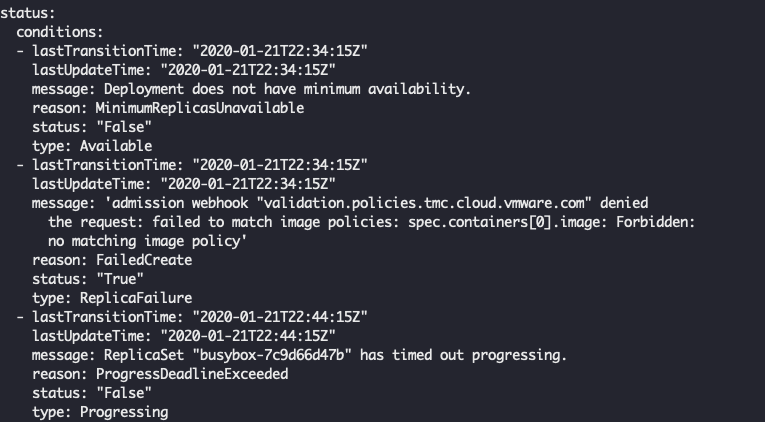 status:
  conditions:
  - lastTransitionTime: "2020-01-21T22:34:15Z"
    lastUpdateTime: "2020-01-21T22:34:15Z"
    message: Deployment does not have minimum availability.
    reason: MinimumReplicasUnavailable
    status: "False"
    type: Available
  - lastTransitionTime: "2020-01-21T22:34:15Z"
    lastUpdateTime: "2020-01-21T22:34:15Z"
    message: 'admission webhook "validation.policies.tmc.cloud.vmware.com" denied
      the request: failed to match image policies: spec.containers[0].image: Forbidden:
      no matching image policy'
    reason: FailedCreate
    status: "True"
    type: ReplicaFailure
  - lastTransitionTime: "2020-01-21T22:44:15Z"
    lastUpdateTime: "2020-01-21T22:44:15Z"
    message: ReplicaSet "busybox-7c9d66d47b" has timed out progressing.
    reason: ProgressDeadlineExceeded
    status: "False"
    type: Progressing